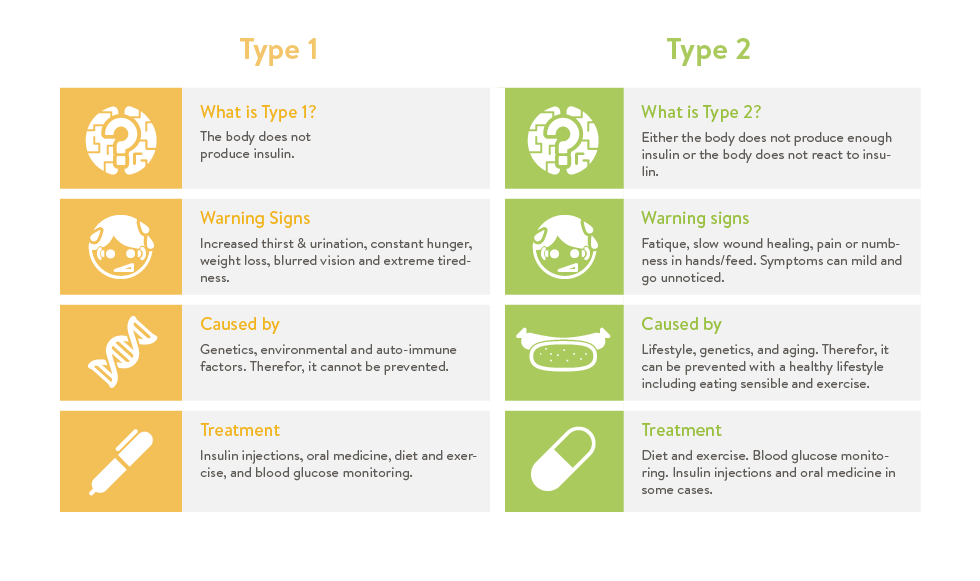 Type 1
What is Type 1?
The body does not
produce insulin.
Warning Signs
Increased thirst & urination, constant hunger,
weight loss, blurred vision and extreme tired-
ness.
Caused by
Genetics, environmental and auto-immune
factors. Therefor, it cannot be prevented.
Treatment
Insulin injections, oral medicine, diet and exer-
cise, and blood glucose monitoring.
Type 2
What is Type 2?
Either the body does not produce enough
insulin or the body does not react to insu-
lin.
Warning signs
Fatique, slow wound healing, pain or numb-
ness in hands/feed. Symptoms can mild and
go unnoticed.
Caused by
Lifestyle, genetics, and aging. Therefor, it
can be prevented with a healthy lifestyle
including eating sensible and exercise.
Treatment
Diet and exercise. Blood glucose monito-
ring. Insulin injections and oral medicine in
some cases.